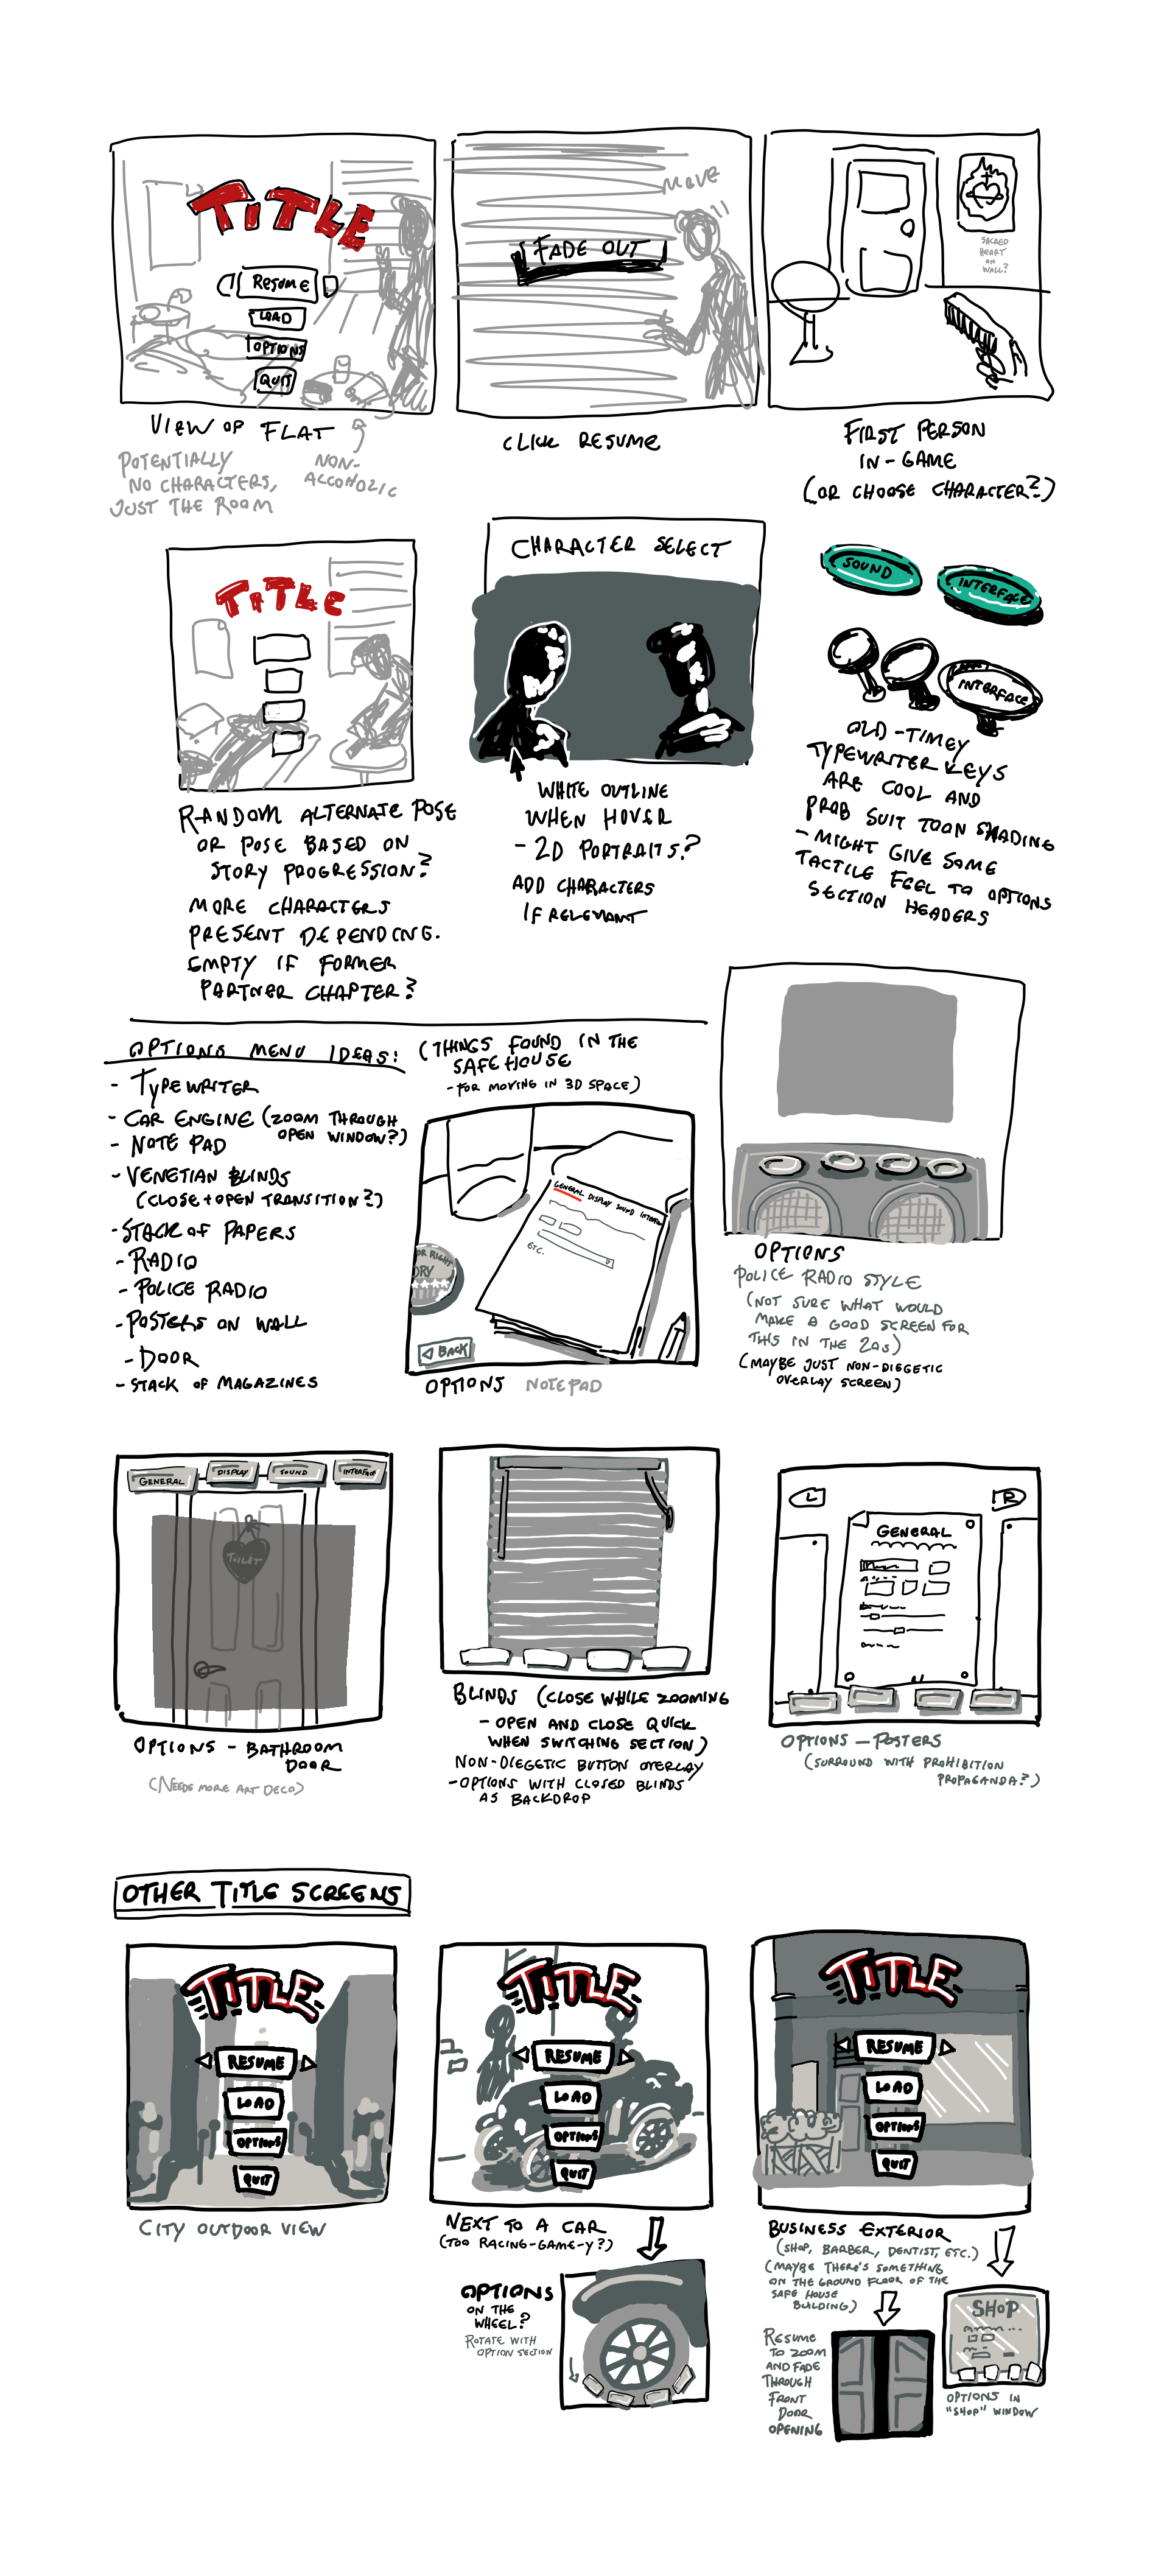 TITLE
RESUME
LOAD
OPTIONS
QUIT
VIEW OF FLAT
POTENTIALLY
NO CHARACTERS,
JUST THE ROOM
NON-
ALCOHOLIC
MOVE
FADE OUT
CLICK RESUME
SACRED
HEART
ON
WALL?
FIRST PERSON
IN-GAME
(OR CHOOSE CHARACTER?)
TITLE
RANDOM ALTERNATE POSE
OR POSE BASED ON
STORY PROGRESSION?
MORE CHARACTERS
PRESENT DEPENDING.
EMPTY IF FORMER
PARTNER CHAPTER?
CHARACTER SELECT
WHITE OUTLINE
WHEN HOVER
- 2D PORTRAITS?
ADD CHARACTERS
IF RELEVANT
SOUND
INTERFACE
INTERFACE
OLD-TIMEY
TYPEWRITER KEYS
ARE COOL AND
PROB SUIT TOON SHADING
- MIGHT GIVE SOME
TACTILE FEEL TO OPTIONS
SECTION HEADERS
OPTIONS MENU IDEAS:
(THINGS FOUND IN THE
SAFEHOUSE
- FOR MOVING IN 3D SPACE)
- TYPEWRITER
- CAR ENGINE (ZOOM THROUGH
OPEN WINDOW?)
- NOTE PAD
- VENETIAN BLINDS
(CLOSE + OPEN TRANSITION?)
- STACK OF PAPERS
- RADIO
- POLICE RADIO
- POSTERS ON WALL
- DOOR
- STACK OF MAGAZINES
GENERAL DISPLAY SOUND INTERFA
ETC.
OR RIGHT
ORY
BACK
OPTIONS NOTEPAD
OPTIONS
POLICE RADIO STYLE
(NOT SURE WHAT WOULD
MAKE A GOOD SCREEN FOR
THIS IN THE 20s)
(MAYBE JUST NON-DIEGETIC
OVERLAY SCREEN)
GENERAL
DISPLAY
SOUND
INTERFACE
TOILET
OPTIONS - BATHROOM
DOOR
(NEEDS MORE ART DECO)
BLINDS (CLOSE WHILE ZOOMING
- OPEN AND CLOSE QUICK
WHEN SWITCHING SECTION)
NON-DIEGETIC BUTTON OVERLAY
- OPTIONS WITH CLOSED BLINDS
AS BACKDROP
L
R
GENERAL
OPTIONS - POSTERS
(SURROUND WITH PROHIBITION
PROPAGANDA?)
OTHER TITLE SCREENS
TITLE
RESUME
LOAD
OPTIONS
QUIT
CITY OUTDOOR VIEW
TITLE
RESUME
LOAD
OPTIONS
QUIT
NEXT TO A CAR
(TOO RACING-GAME-Y?)
OPTIONS
ON THE
WHEEL?
ROTATE WITH
OPTION SECTION
TITLE
RESUME
LOAD
OPTIONS
QUIT
BUSINESS EXTERIOR
(SHOP, BARBER, DENTIST, ETC.)
(MAYBE THERE'S SOMETHING
ON THE GROUND FLOOR OF THE
SAFE HOUSE
BUILDING)
RESUME
TO ZOOM
AND FADE
THROUGH
FRONT
DOOR
OPENING
SHOP
OPTIONS IN
"SHOP" WINDOW